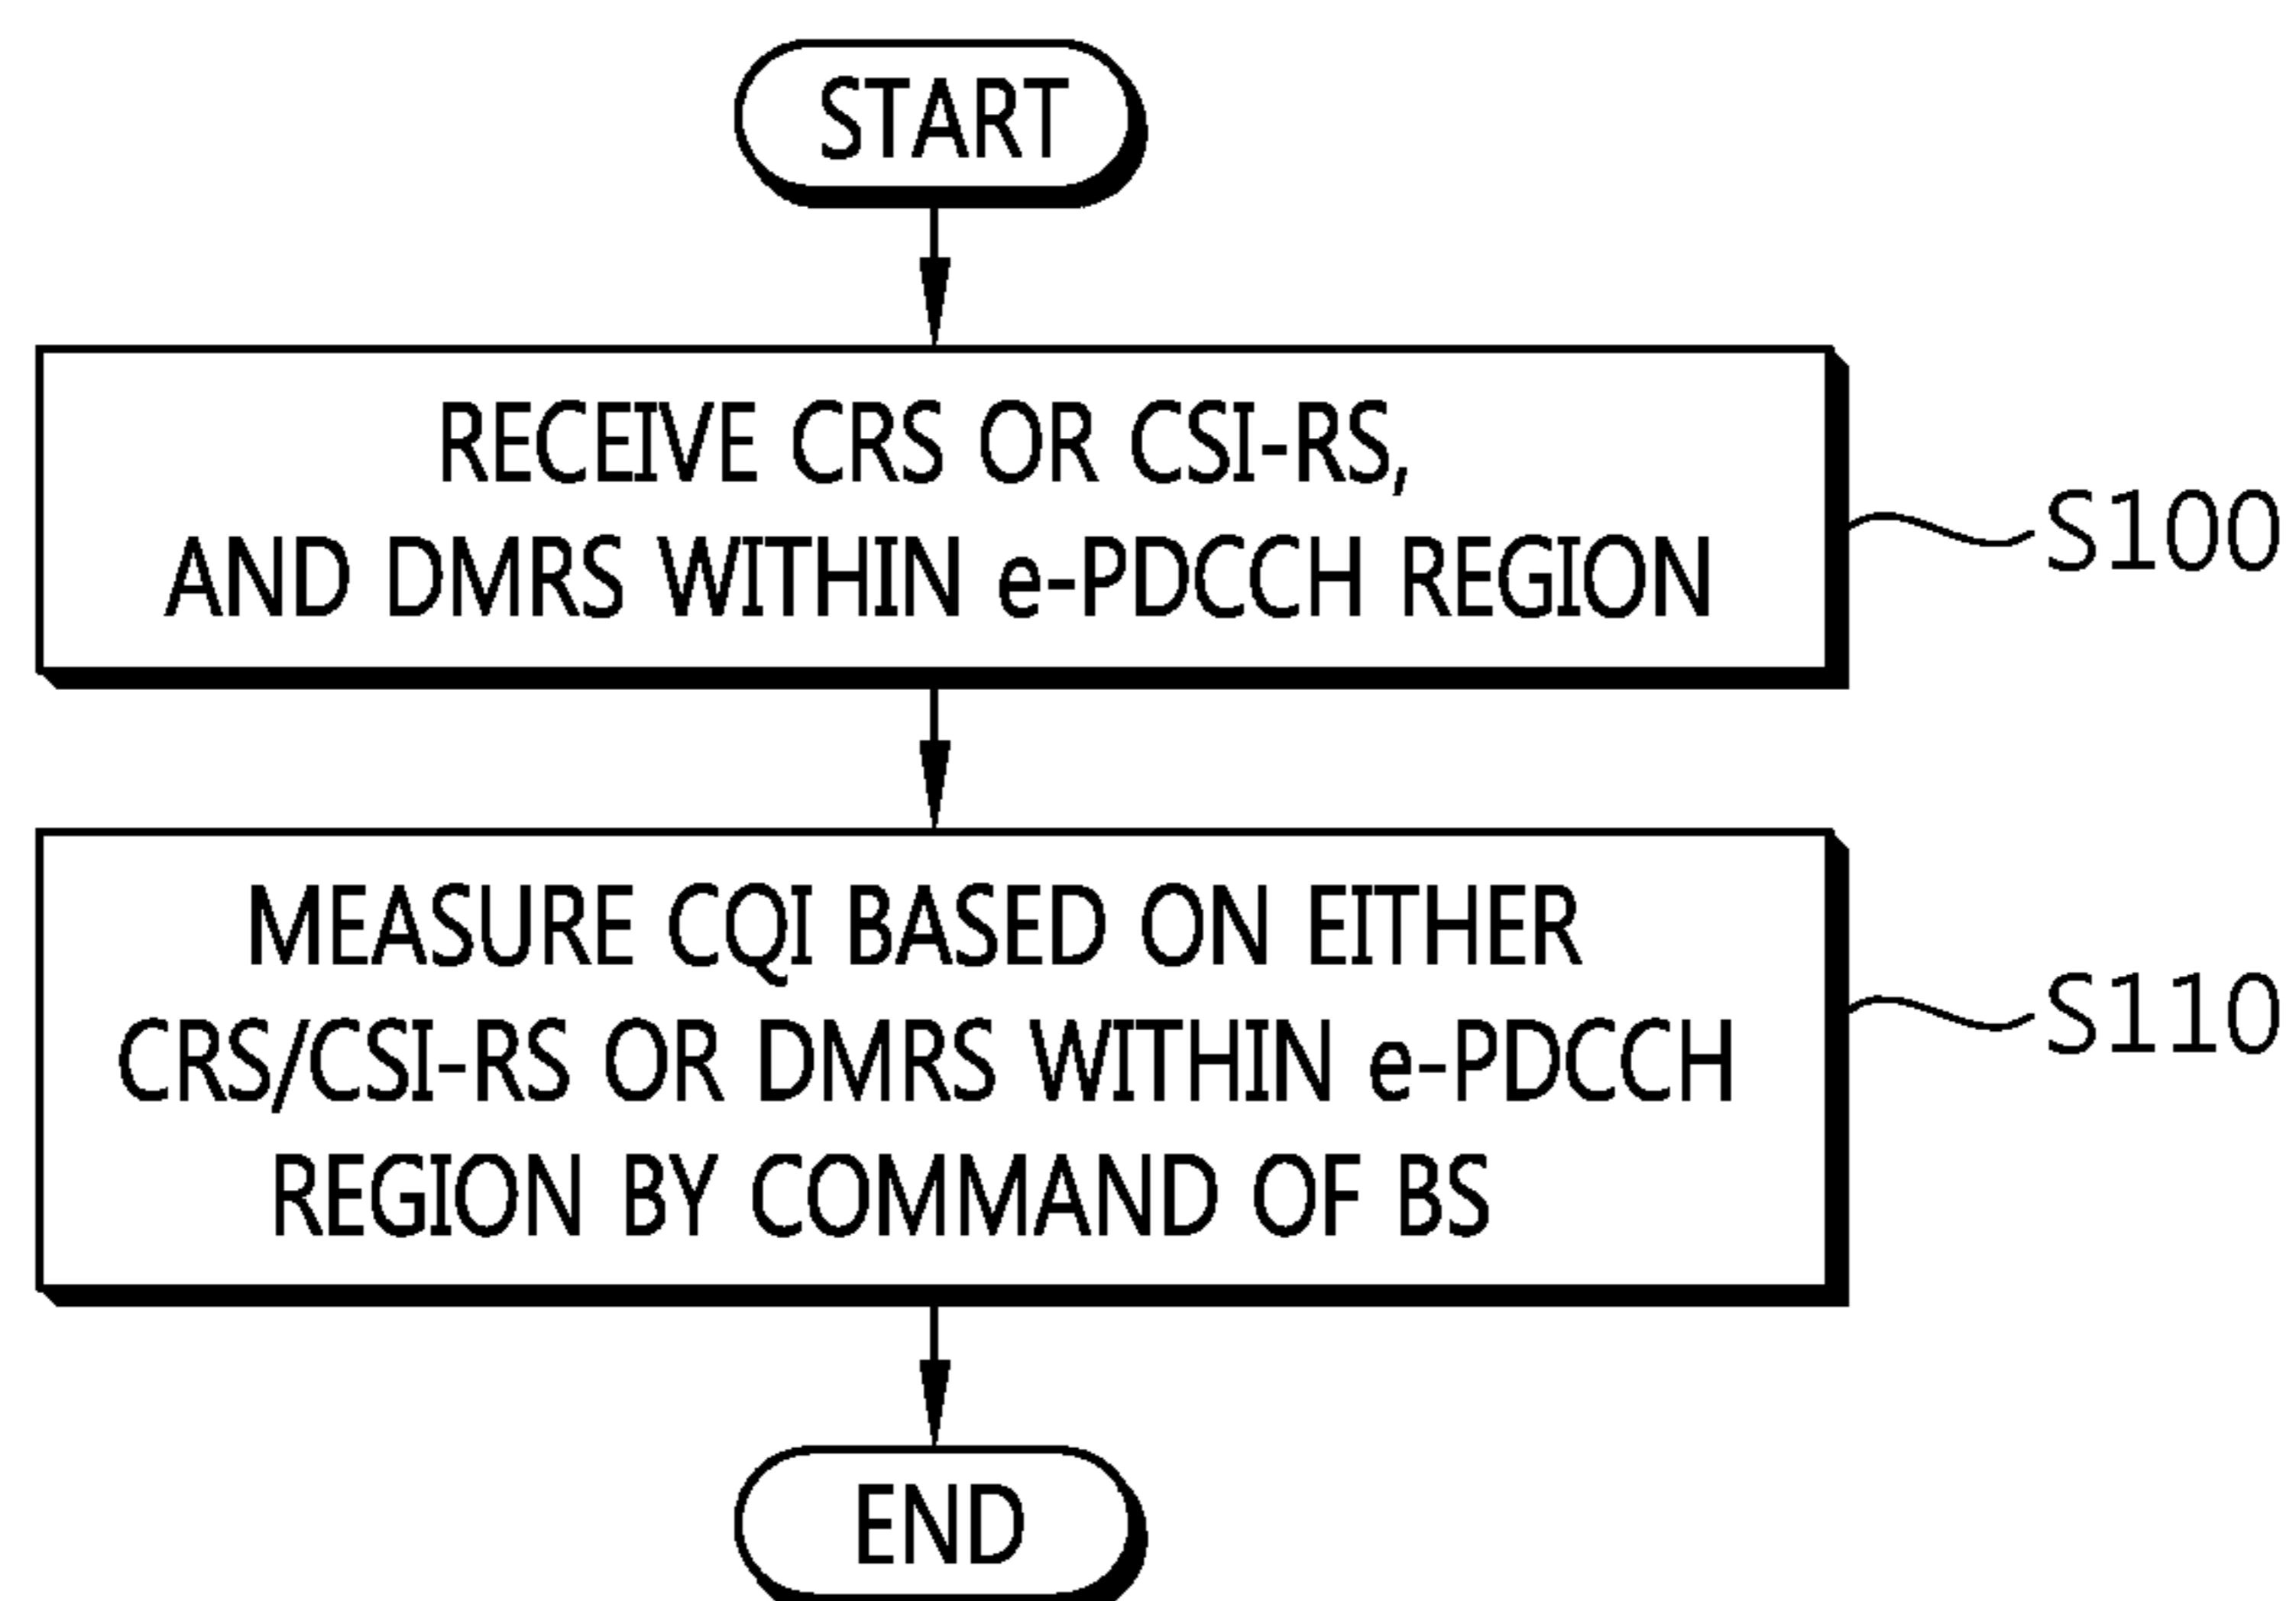 START
RECEIVE CRS OR CSI-RS,
AND DMRS WITHIN e-PDCCH REGION
S100
MEASURE CQI BASED ON EITHER
CRS/CSI-RS OR DMRS WITHIN e-PDCCH
REGION BY COMMAND OF BS
S110
END